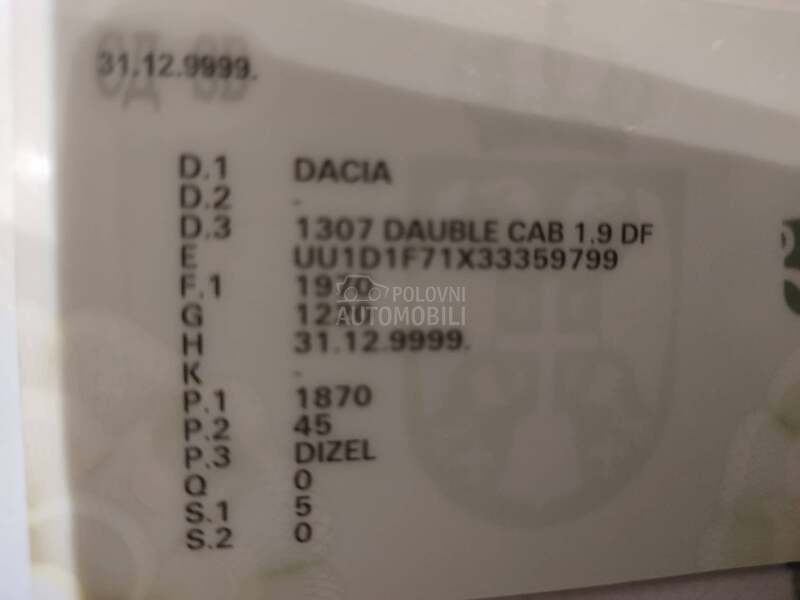 31.12.9999.
D.1 DACIA
D.2 -
D.3 1307 DAUBLE CAB 1.9 DF
E UU1D1F71X33359799
F.1 1970
POLOVNI
AUTOMOBILI
G
H 31.12.9999.
K -
P.1 1870
P.2 45
P.3 DIZEL
Q 0
S.1 5
S.2 0